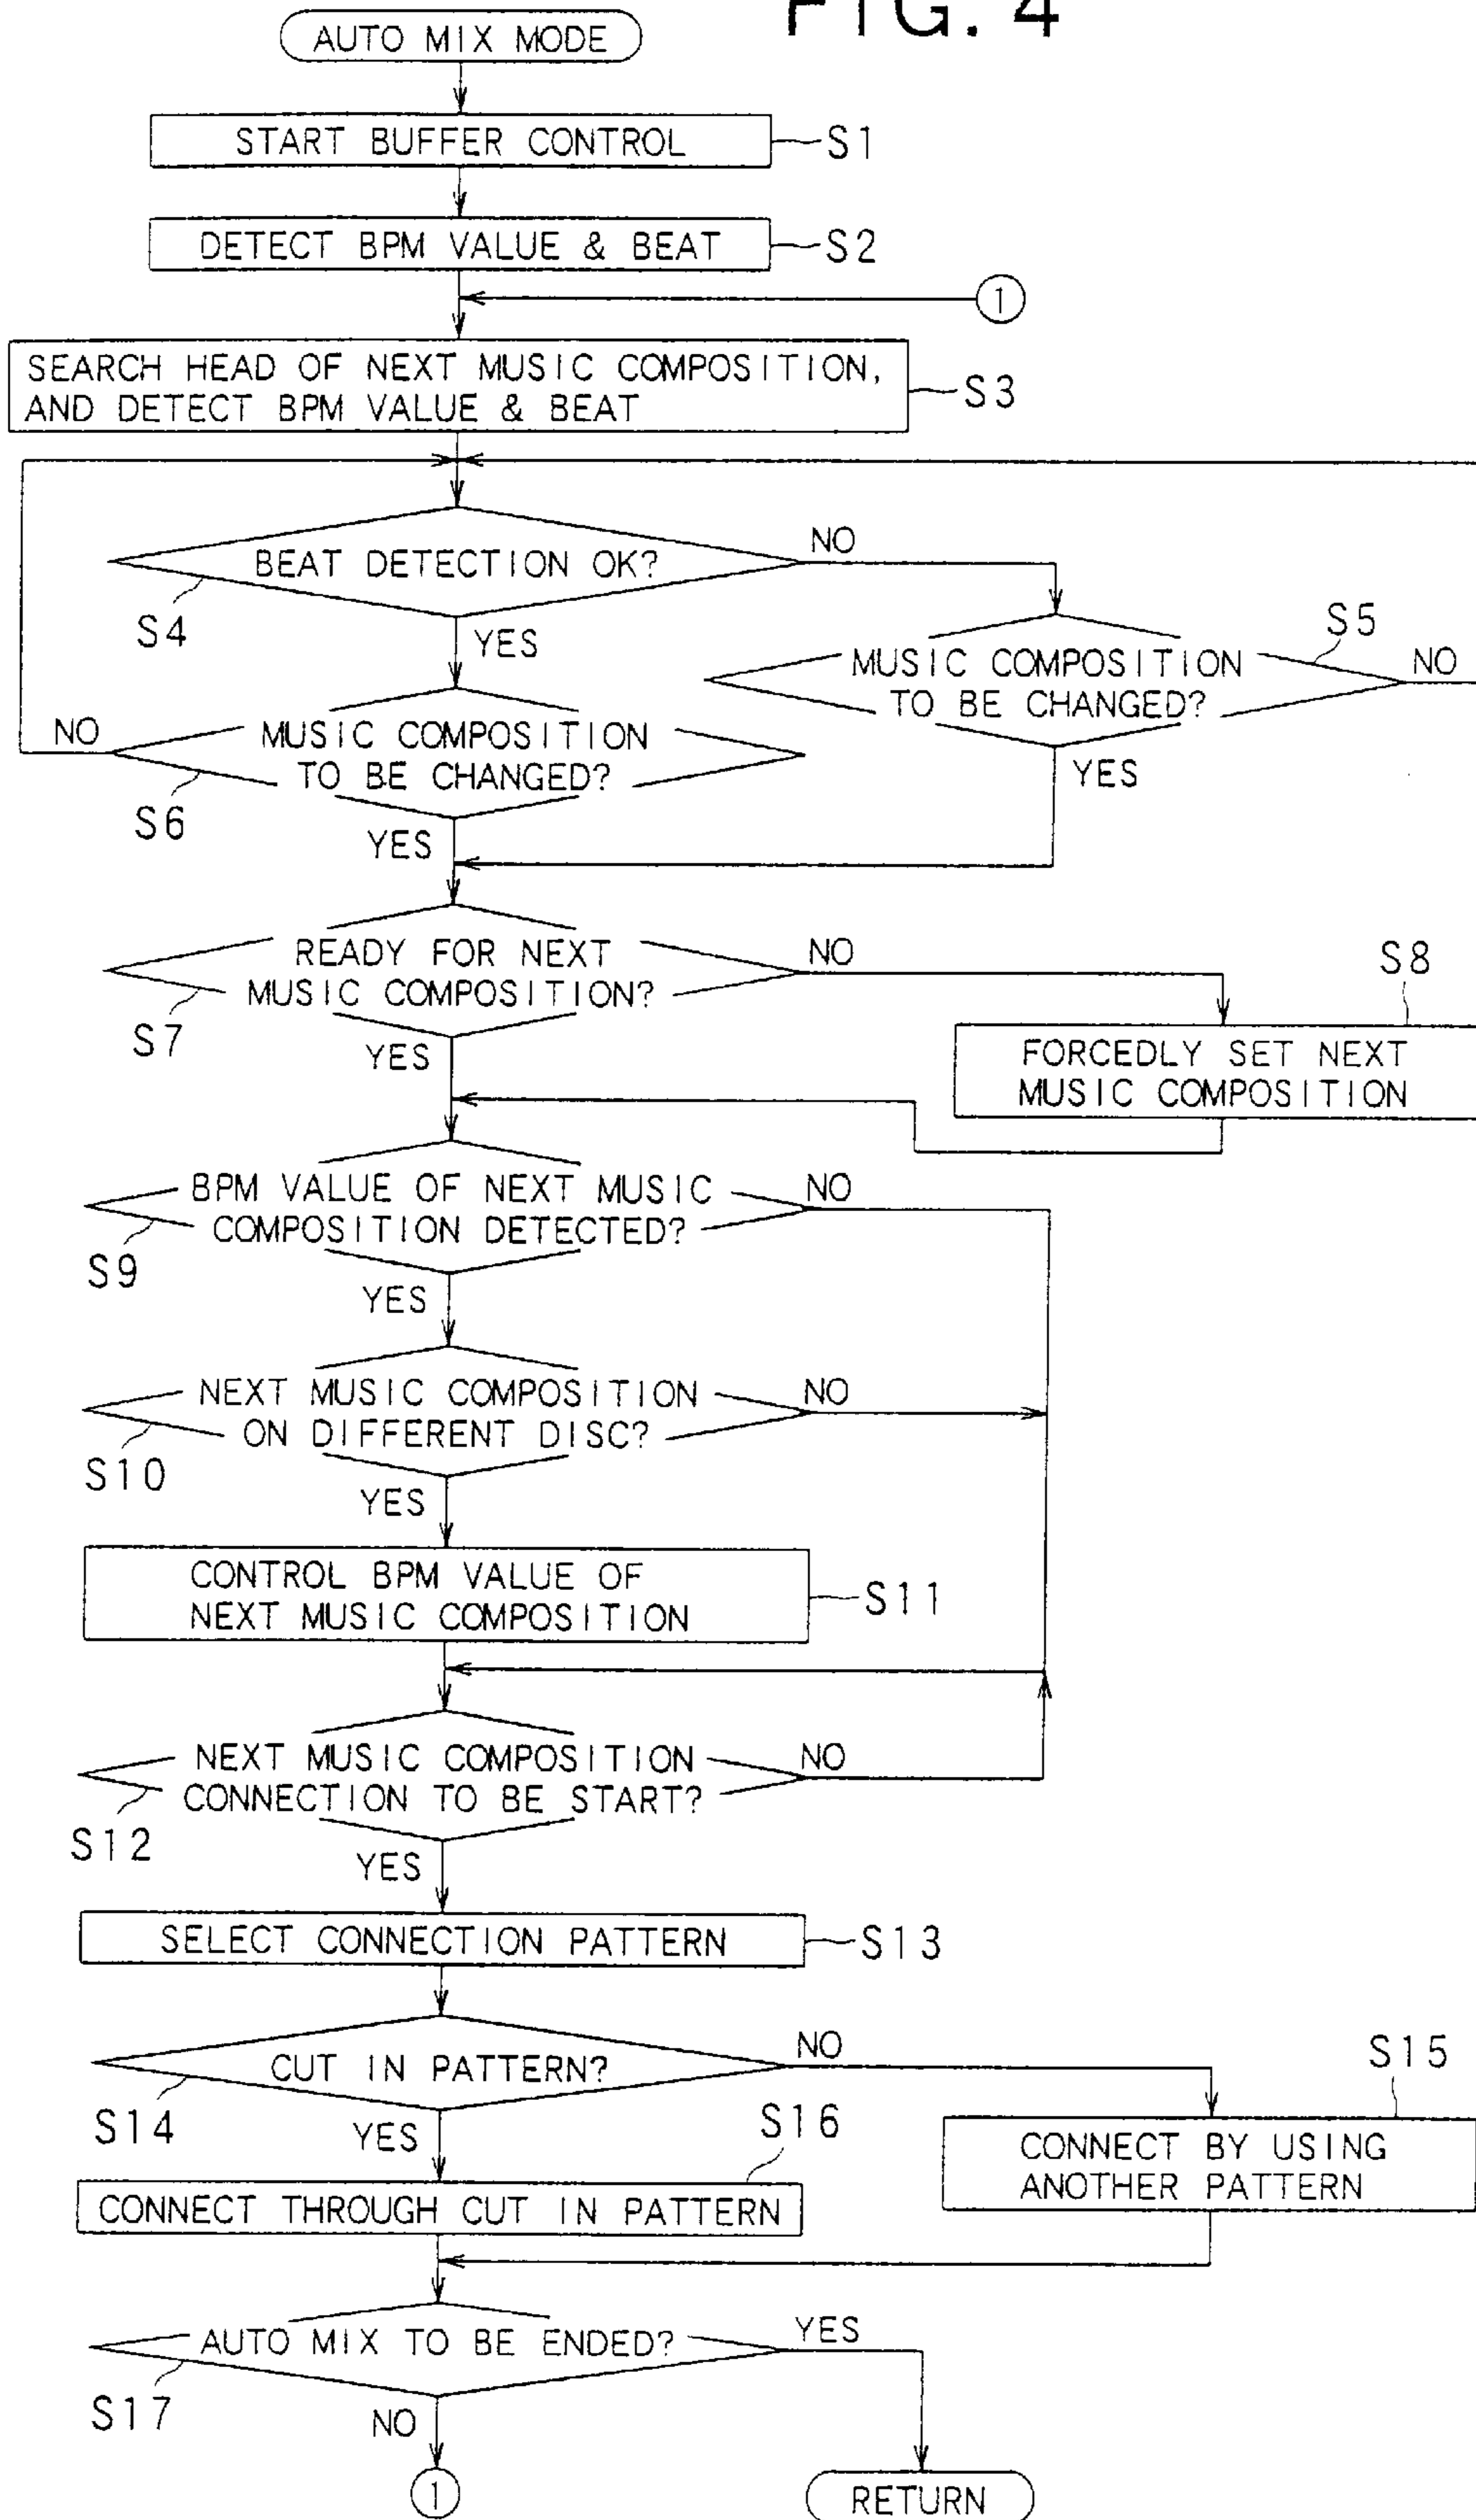 FIG. 4
AUTO MIX MODE
START BUFFER CONTROL
S1
DETECT BPM VALUE & BEAT
S2
1
SEARCH HEAD OF NEXT MUSIC COMPOSITION,
AND DETECT BPM VALUE & BEAT
S3
BEAT DETECTION OK?
NO
S4
YES
S5
MUSIC COMPOSITION
TO BE CHANGED?
NO
YES
NO
MUSIC COMPOSITION
TO BE CHANGED?
S6
YES
READY FOR NEXT
MUSIC COMPOSITION?
NO
S7
YES
S8
FORCEDLY SET NEXT
MUSIC COMPOSITION
BPM VALUE OF NEXT MUSIC
COMPOSITION DETECTED?
NO
S9
YES
NEXT MUSIC COMPOSITION
ON DIFFERENT DISC?
NO
S10
YES
CONTROL BPM VALUE OF
NEXT MUSIC COMPOSITION
S11
NEXT MUSIC COMPOSITION
CONNECTION TO BE START?
NO
S12
YES
SELECT CONNECTION PATTERN
S13
CUT IN PATTERN?
NO
S14
YES
S15
CONNECT BY USING
ANOTHER PATTERN
S16
CONNECT THROUGH CUT IN PATTERN
AUTO MIX TO BE ENDED?
YES
S17
NO
1
RETURN